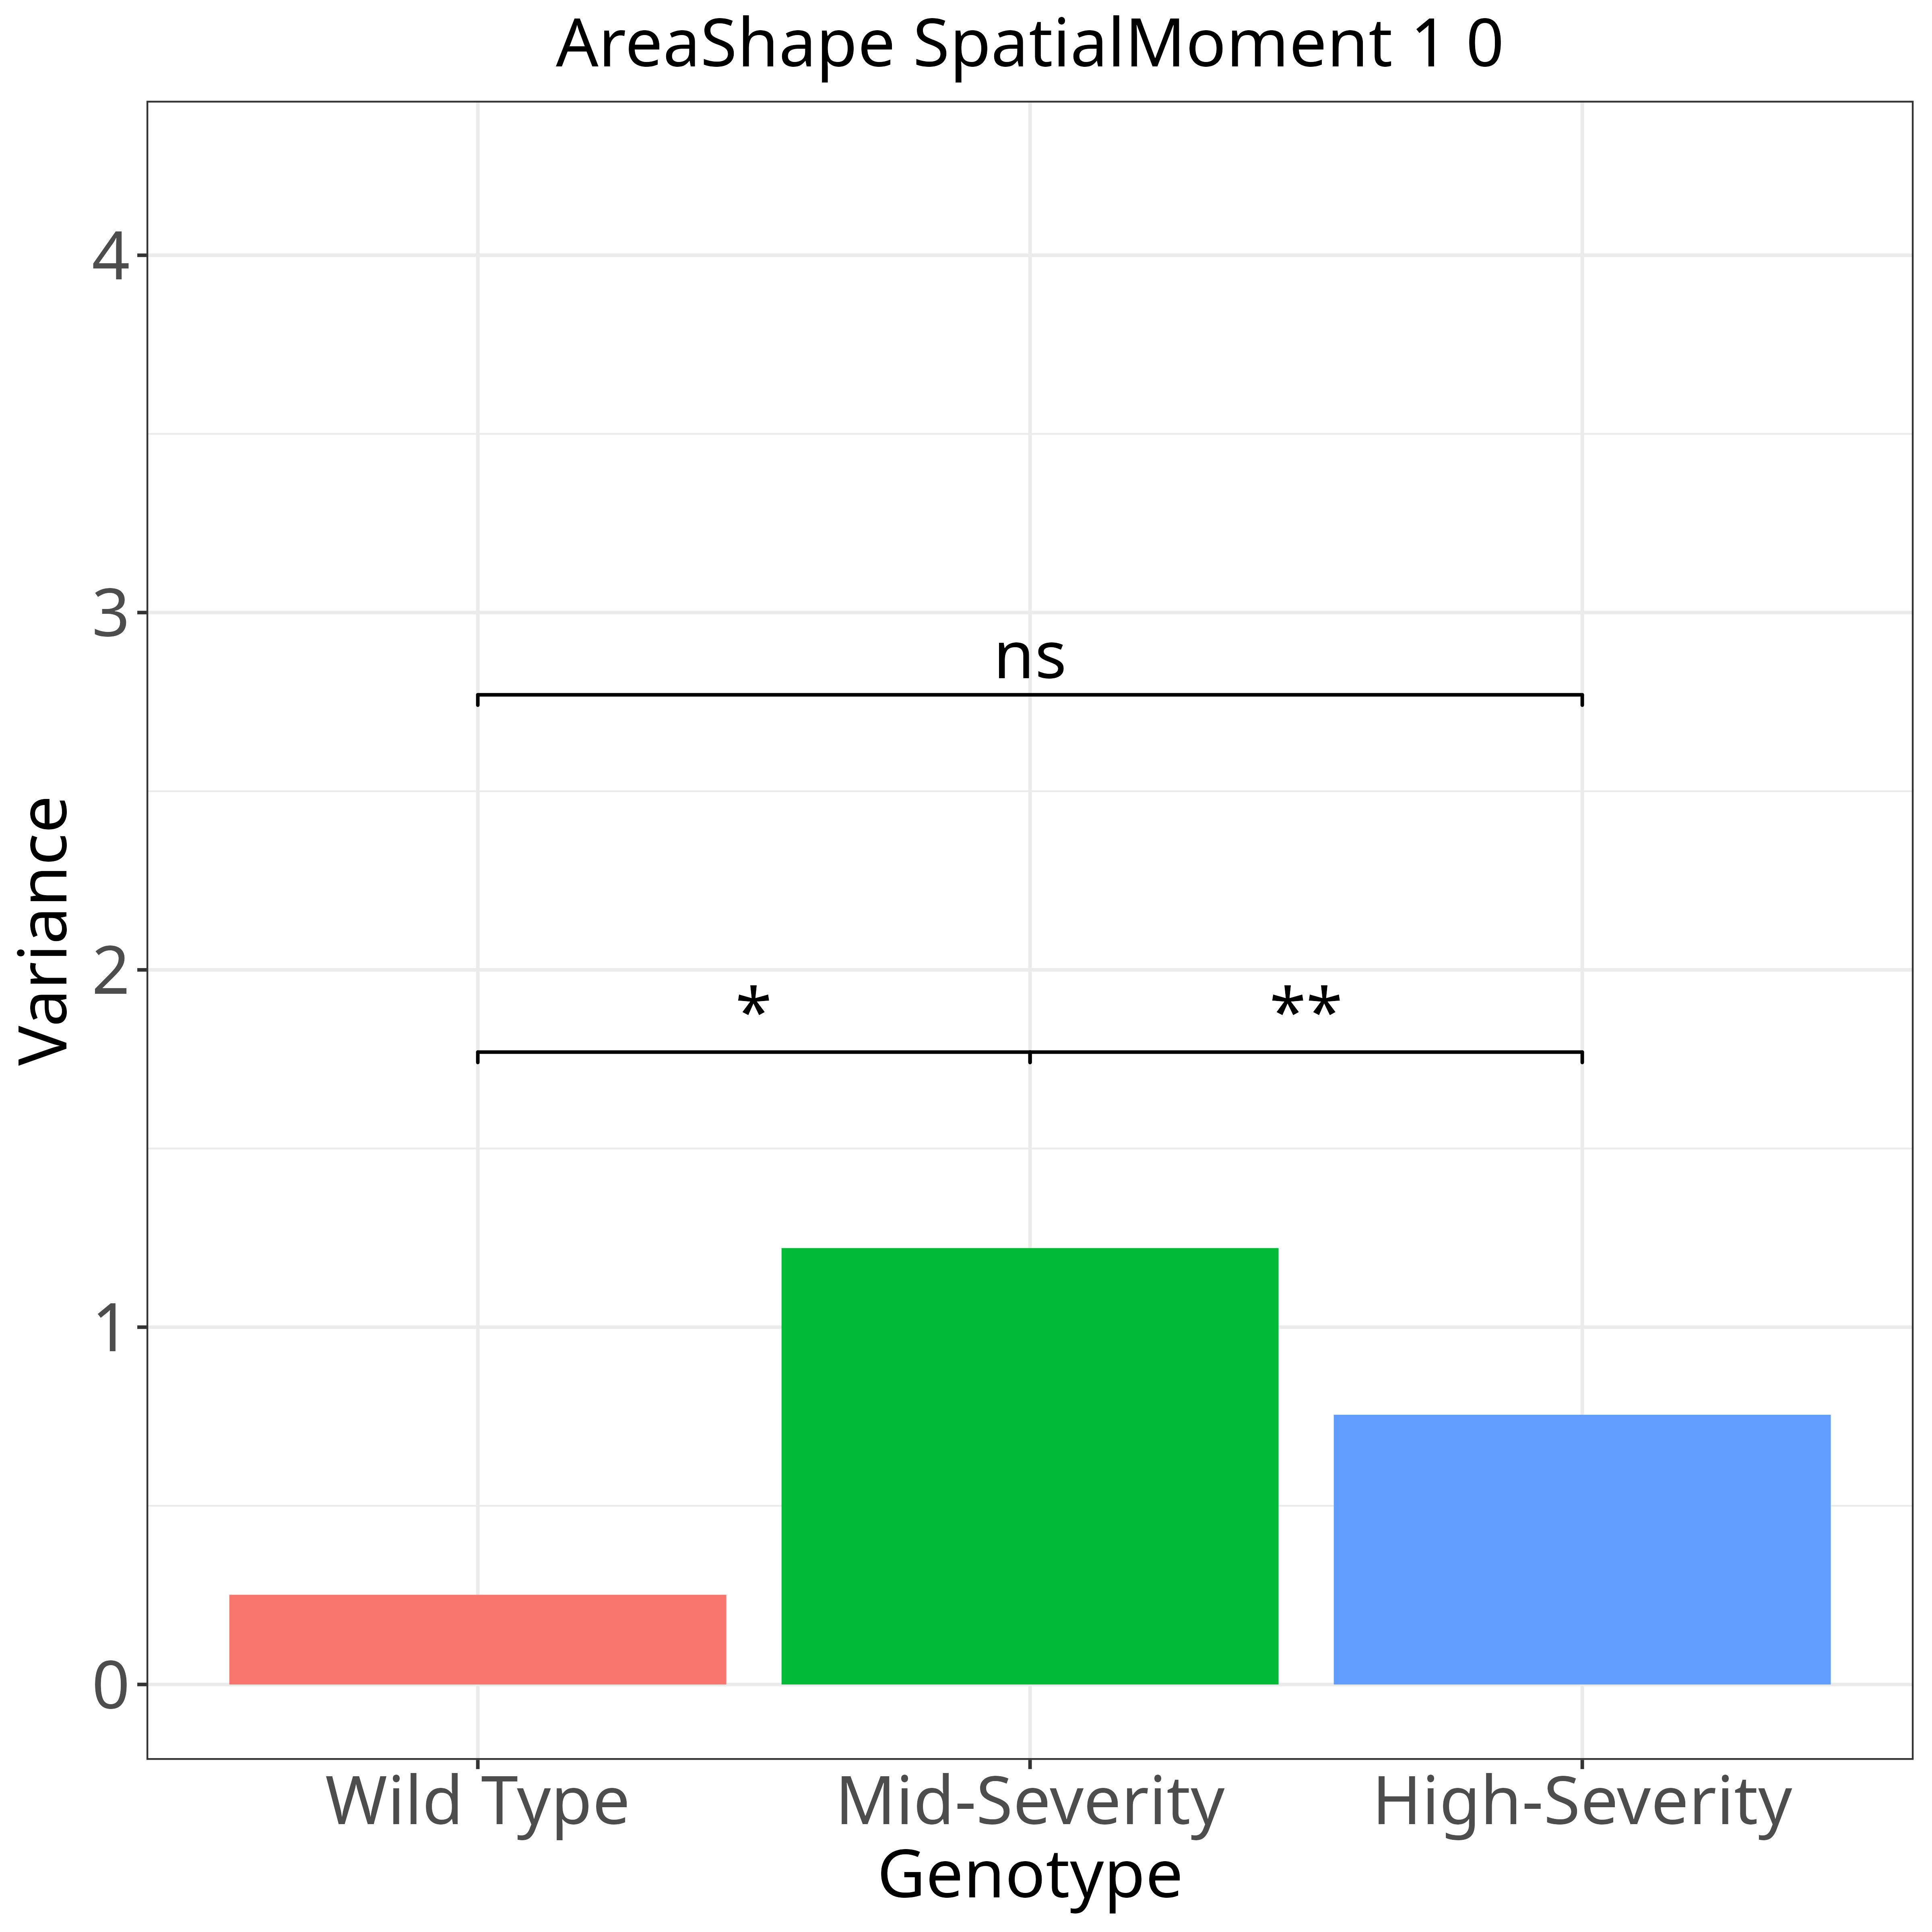 AreaShape SpatialMoment 1 0
Variance
4
3
2
1
0
ns
*
**
Wild Type
Mid-Severity
High-Severity
Genotype